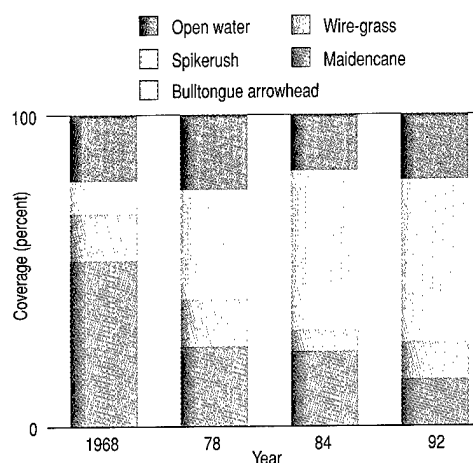 Open water
Wire-grass
Spikerush
Maidencane
Bulltongue arrowhead
100
Coverage (percent)
0
1968
78
84
92
Year